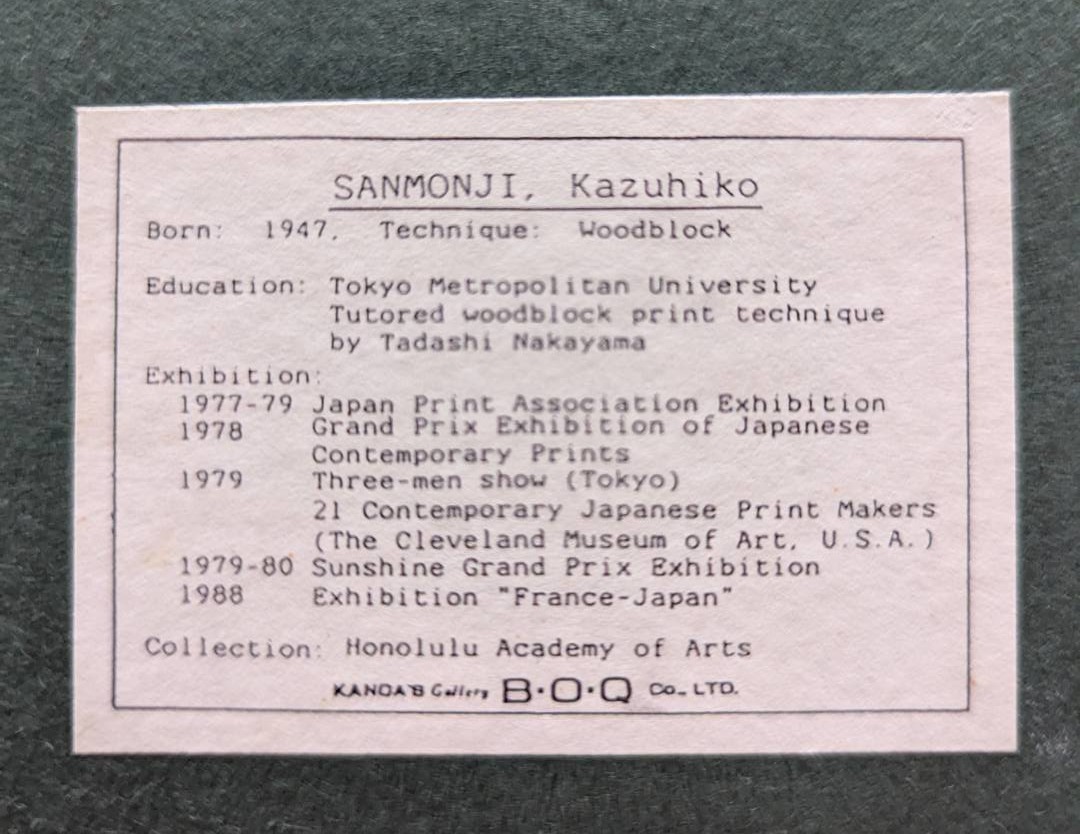 SANMONJI, Kazuhiko
Born: 1947. Technique: Woodblock
Education: Tokyo Metropolitan University
Tutored woodblock print technique
by Tadashi Nakayama
Exhibition:
1977-79 Japan Print Association Exhibition
1978 Grand Prix Exhibition of Japanese
Contemporary Prints
1979 Three-men show (Tokyo)
21 Contemporary Japanese Print Makers
(The Cleveland Museum of Art, U.S.A.)
1979-80 Sunshine Grand Prix Exhibition
1988 Exhibition "France-Japan"
Collection: Honolulu Academy of Arts
KANDA'S Gallery B·O·Q Co., LTD.